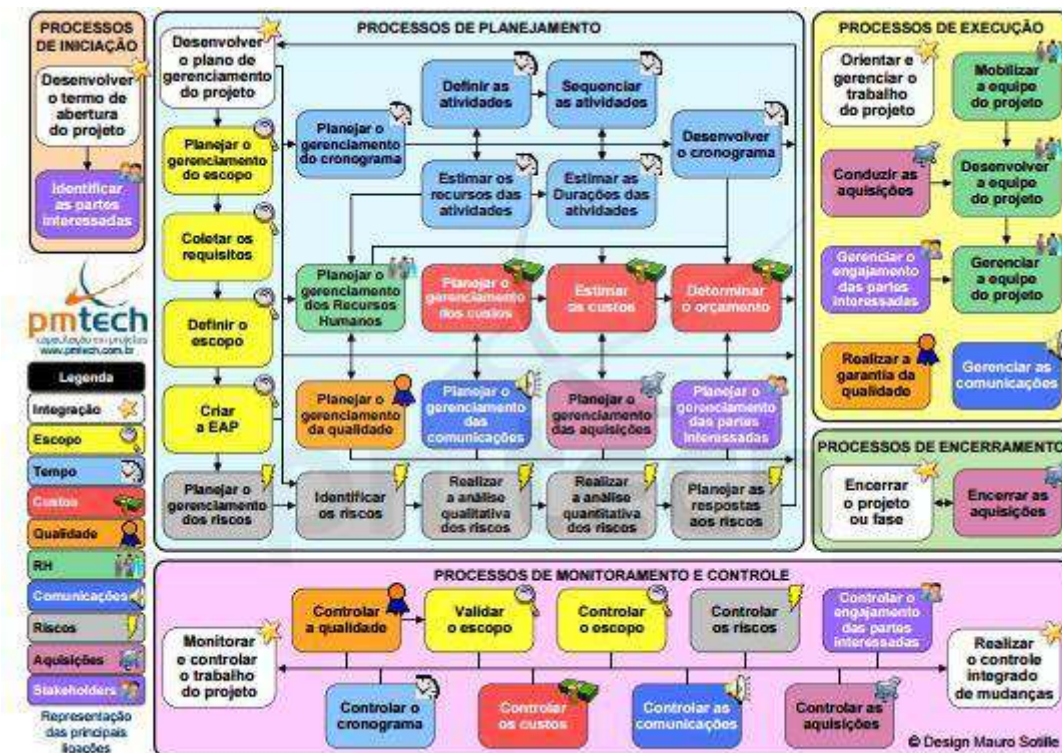 PROCESSOS
DE INICIAÇÃO
Desenvolver
o termo de
abertura
do projeto
Identificar
as partes
interessadas
pmtech
capacitação em projetos
www.pmtech.com.br
Legenda
Integração
Escopo
Tempo
Custos
Qualidade
RH
Comunicações
Riscos
Aquisições
Stakeholders
Representação
das principais
ligações
PROCESSOS DE PLANEJAMENTO
Desenvolver
o plano de
gerenciamento
do projeto
Planejar o
gerenciamento
do escopo
Coletar os
requisitos
Definir o
escopo
Criar
a EAP
Planejar o
gerenciamento
dos riscos
Definir as
atividades
Sequenciar
as atividades
Planejar o
gerenciamento
do cronograma
Desenvolver
o cronograma
Estimar os
recursos das
atividades
Estimar as
Durações das
atividades
Planejar o
gerenciamento
dos Recursos
Humanos
Planejar o
gerenciamento
dos custos
Estimar
os custos
Determinar
o orçamento
Planejar o
gerenciamento
da qualidade
Planejar o
gerenciamento
das
comunicações
Planejar o
gerenciamento
das aquisições
Planejar o
gerenciamento
das partes
Interessadas
Identificar
os riscos
Realizar
a análise
qualitativa
dos riscos
Realizar
a análise
quantitativa
dos riscos
Planejar as
respostas
aos riscos
PROCESSOS DE EXECUÇÃO
Orientar e
gerenciar o
trabalho do
projeto
Mobilizar
a equipe
do projeto
Conduzir as
aquisições
Desenvolver
a equipe
do projeto
Gerenciar o
engajamento
das partes
interessadas
Gerenciar
a equipe
do projeto
Realizar a
garantia da
qualidade
Gerenciar as
comunicações
PROCESSOS DE ENCERRAMENTO
Encerrar
o projeto
ou fase
Encerrar as
aquisições
PROCESSOS DE MONITORAMENTO E CONTROLE
Monitorar
e controlar
o trabalho
do projeto
Controlar
a qualidade
Validar
o escopo
Controlar
o escopo
Controlar
os riscos
Controlar o
engajamento
das partes
interessadas
Realizar
o controle
integrado
de mudanças
Controlar o
cronograma
Controlar
os custos
Controlar as
comunicações
Controlar as
aquisições
© Design Mauro Sotille